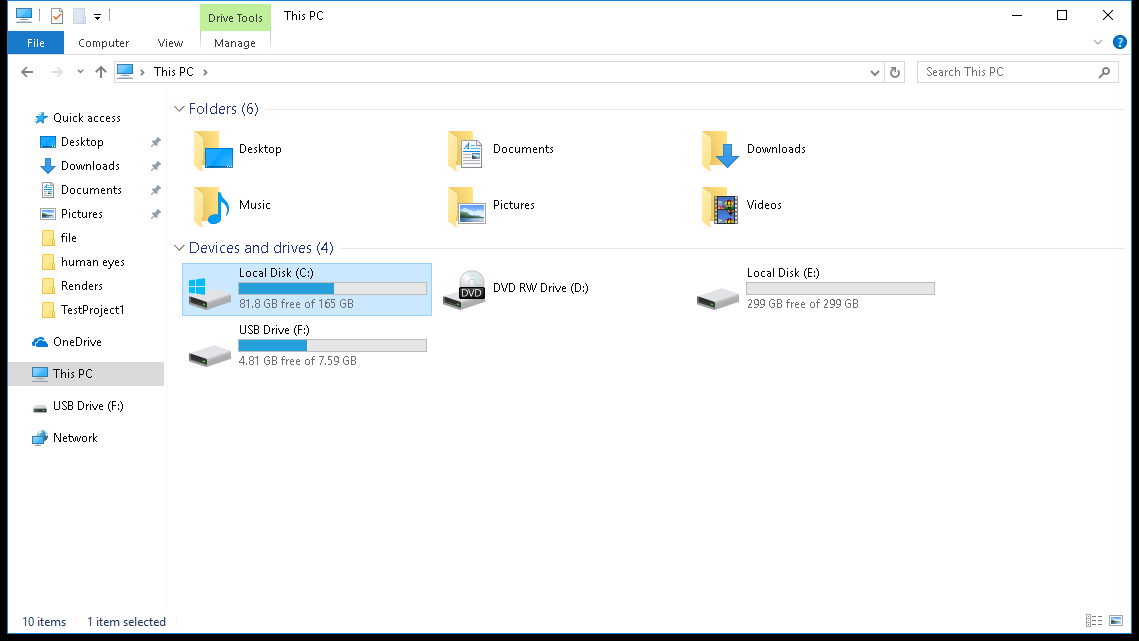 Drive Tools
This PC
File
Computer
View
Manage
?
This PC
Search This PC
Quick access
Desktop
Downloads
Documents
Pictures
file
human eyes
Renders
TestProject1
OneDrive
This PC
USB Drive (F:)
Network
Folders (6)
Desktop
Documents
Downloads
Music
Pictures
Videos
Devices and drives (4)
Local Disk (C:)
81.8 GB free of 165 GB
DVD
DVD RW Drive (D:)
Local Disk (E:)
299 GB free of 299 GB
USB Drive (F:)
4.81 GB free of 7.59 GB
10 items
1 item selected